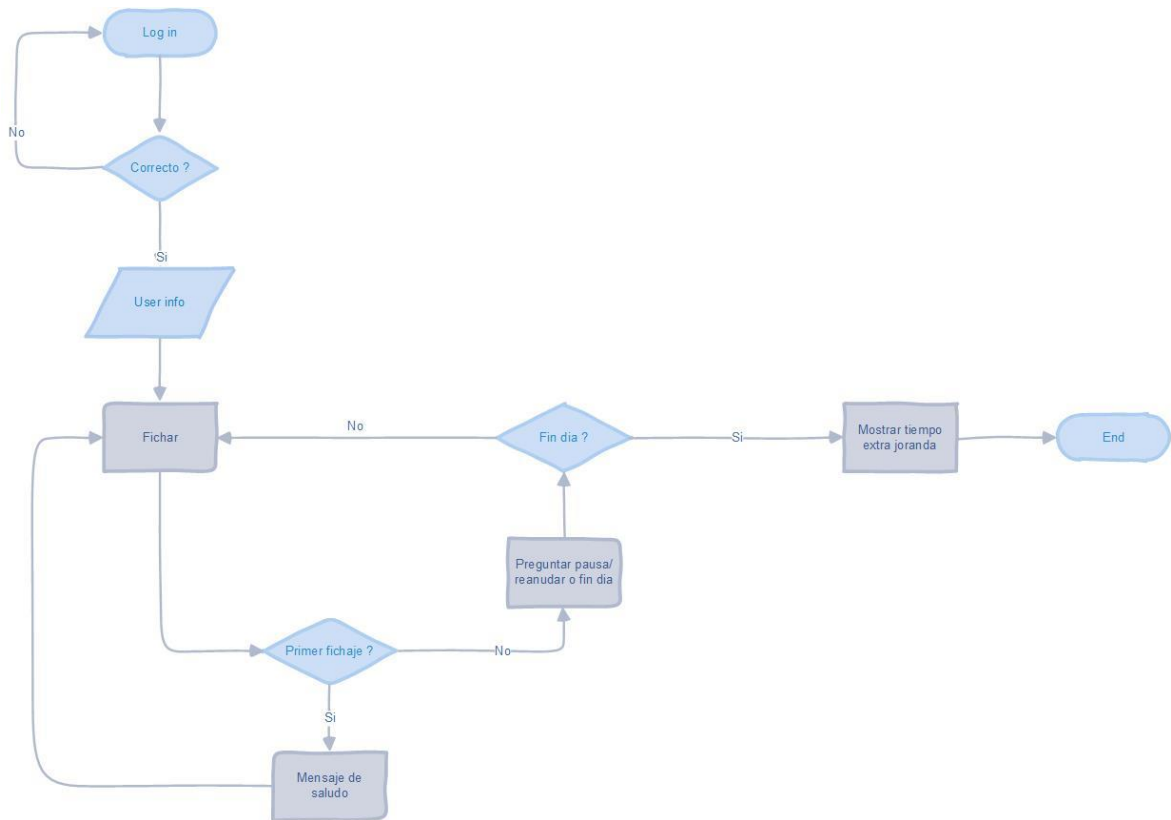 Log in
No
Correcto ?
Si
User info
Fichar
No
Fin dia ?
Si
Mostrar tiempo
extra joranda
End
Preguntar pausa/
reanudar o fin dia
Primer fichaje ?
No
Si
Mensaje de
saludo